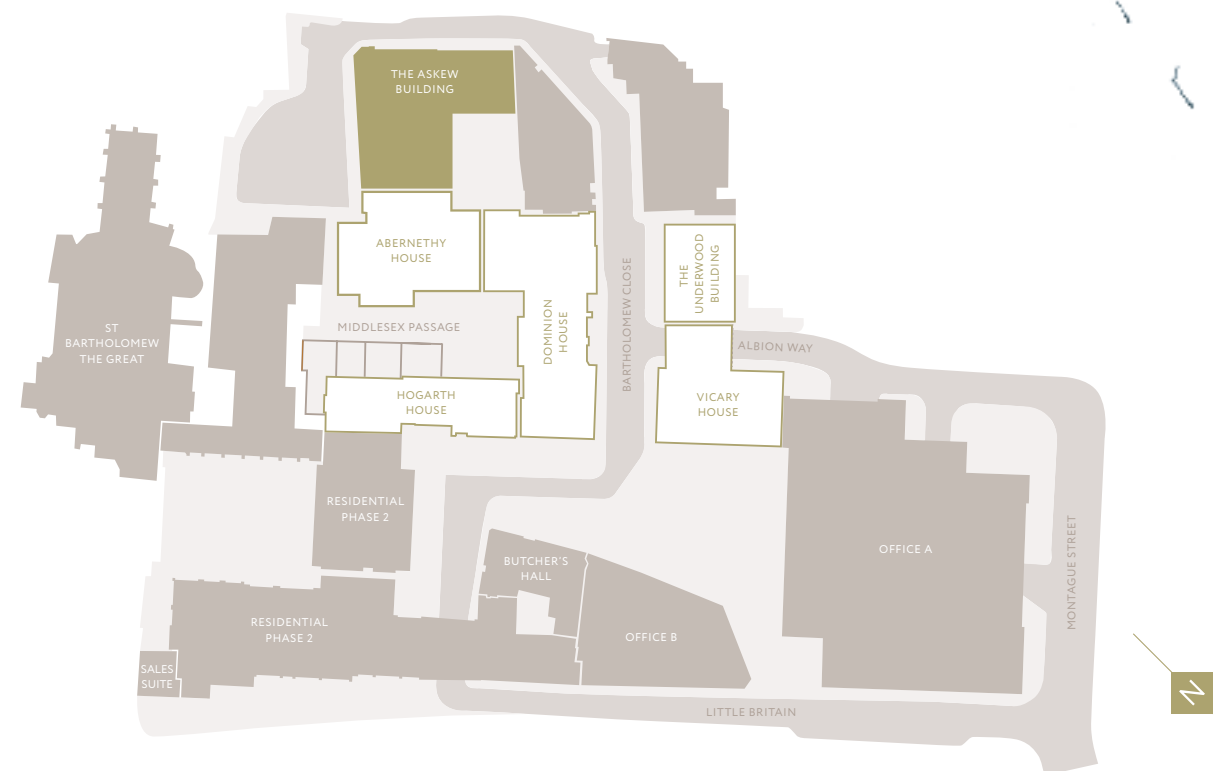 THE ASKEW
BUILDING
ABERNETHY
HOUSE
THE
UNDERWOOD
BUILDING
ST
BARTHOLOMEW
THE GREAT
MIDDLESEX PASSAGE
DOMINION
HOUSE
BARTHOLOMEW CLOSE
ALBION WAY
HOGARTH
HOUSE
VICARY
HOUSE
RESIDENTIAL
PHASE 2
OFFICE A
MONTAGUE STREET
BUTCHER'S
HALL
RESIDENTIAL
PHASE 2
OFFICE B
SALES
SUITE
LITTLE BRITAIN
N